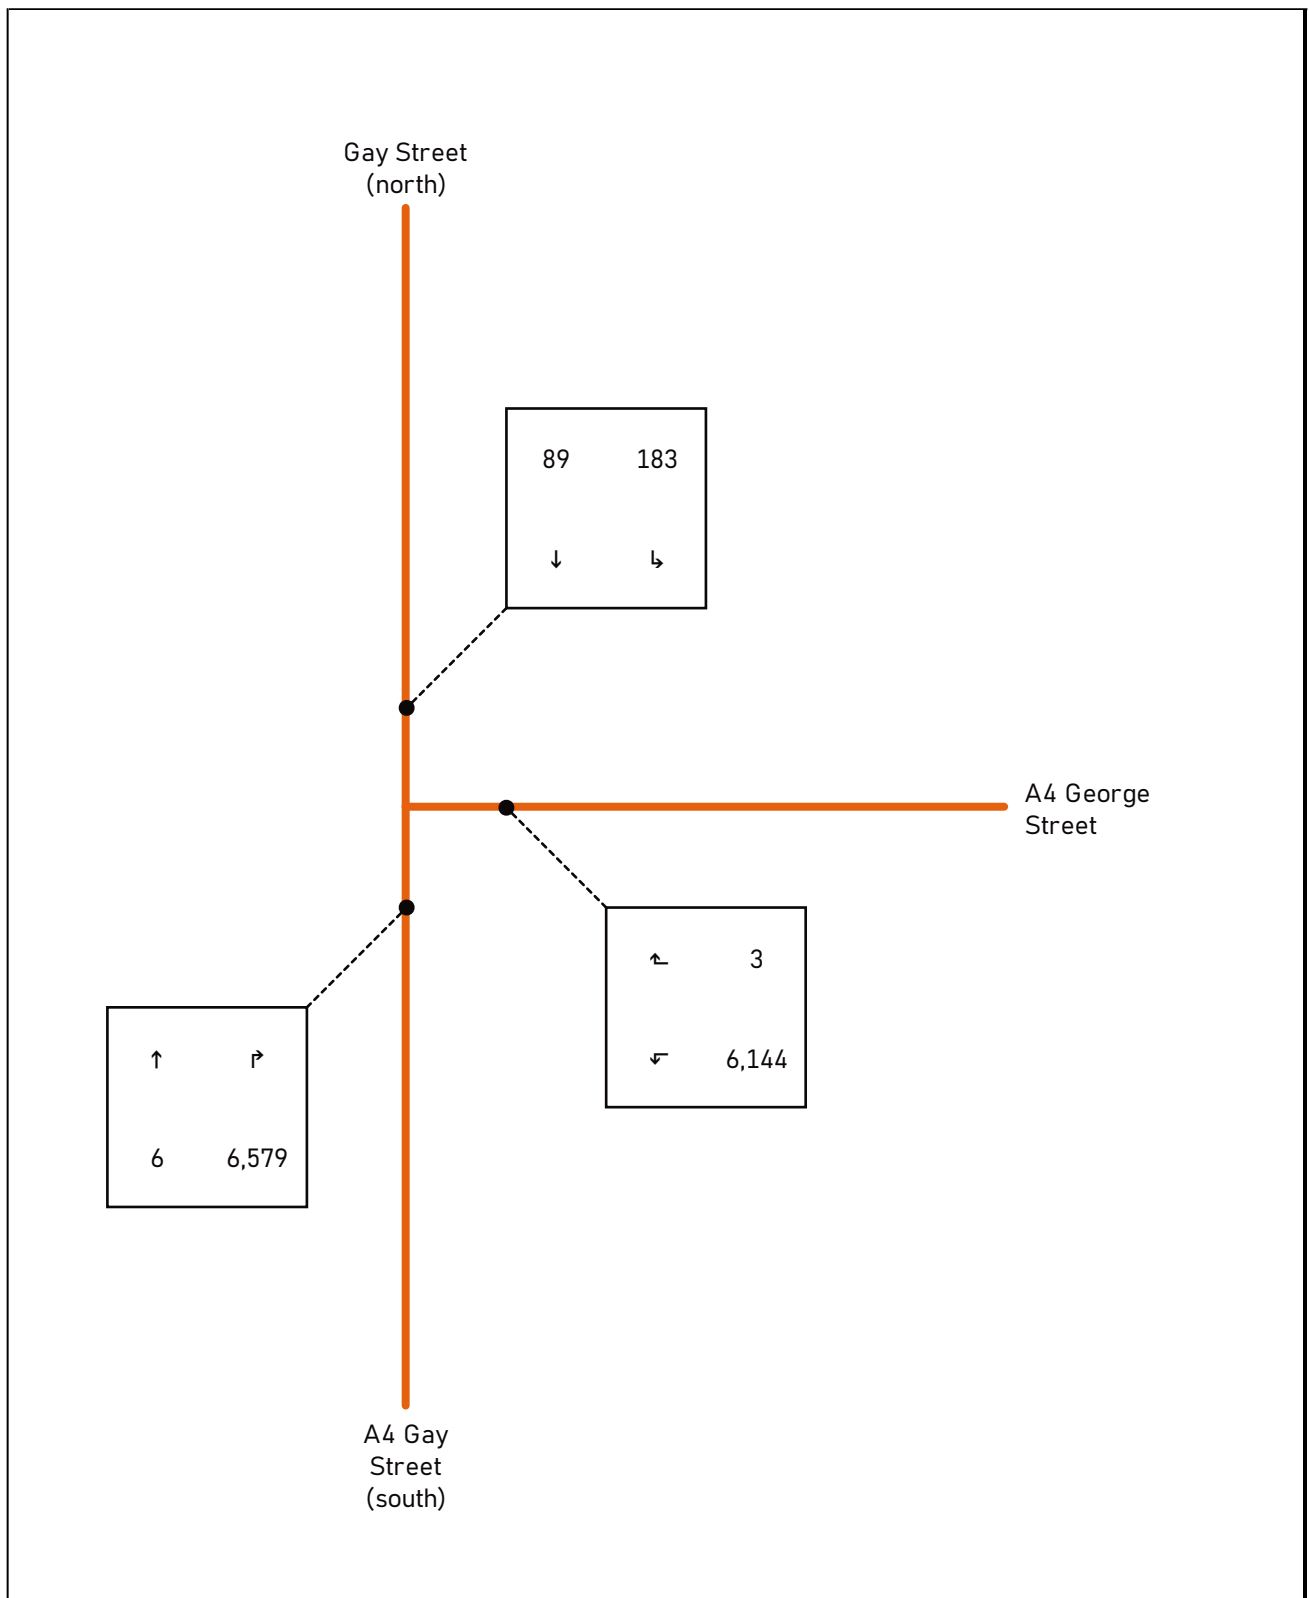 Gay Street
(north)
89 183
↓ ↳
A4 George
Street
⬑ 3
⬐ 6,144
↑ ↱
6 6,579
A4 Gay
Street
(south)